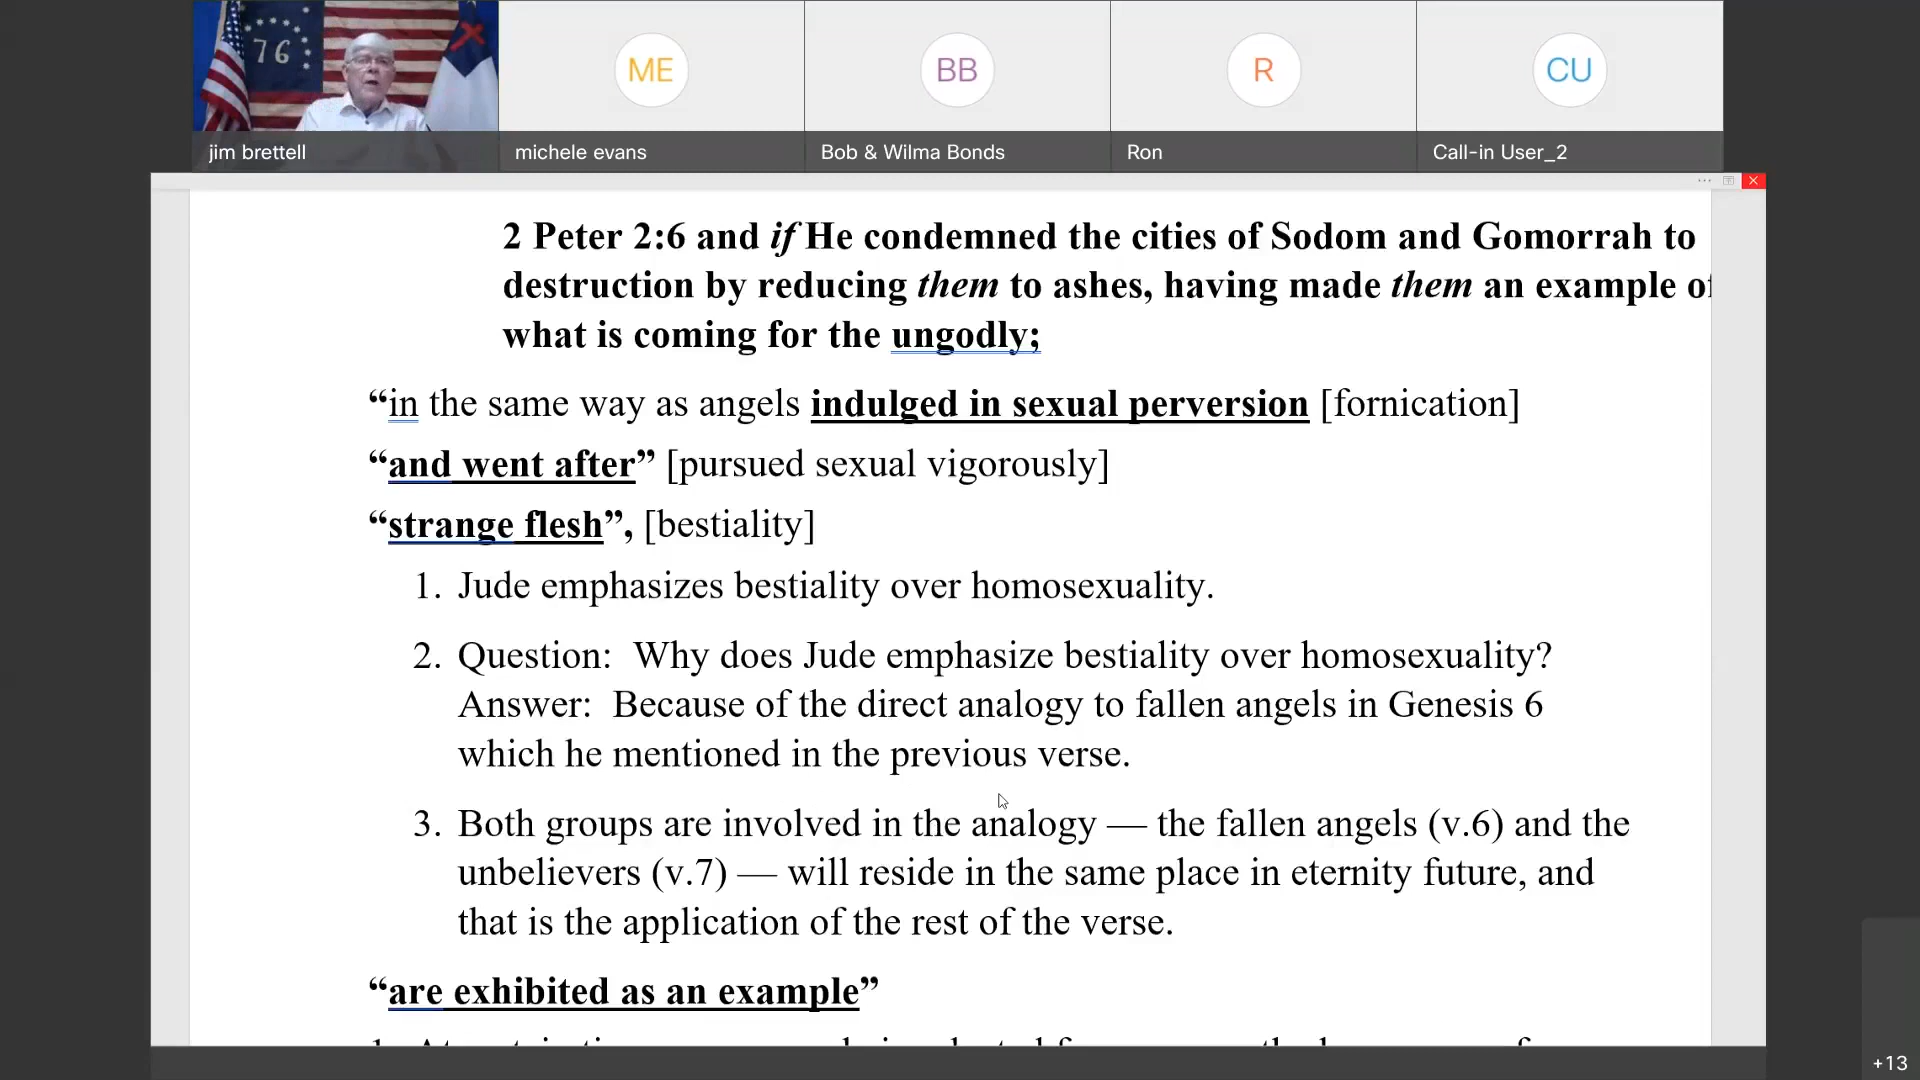 76
ME
BB
R
CU
jim brettell
michele evans
Bob & Wilma Bonds
Ron
Call-in User_2
2 Peter 2:6 and if He condemned the cities of Sodom and Gomorrah to
destruction by reducing them to ashes, having made them an example of
what is coming for the ungodly;
“in the same way as angels indulged in sexual perversion [fornication]
“and went after” [pursued sexual vigorously]
“strange flesh”, [bestiality]
1. Jude emphasizes bestiality over homosexuality.
2. Question:  Why does Jude emphasize bestiality over homosexuality?
Answer:  Because of the direct analogy to fallen angels in Genesis 6
which he mentioned in the previous verse.
3. Both groups are involved in the analogy — the fallen angels (v.6) and the
unbelievers (v.7) — will reside in the same place in eternity future, and
that is the application of the rest of the verse.
“are exhibited as an example”
+13